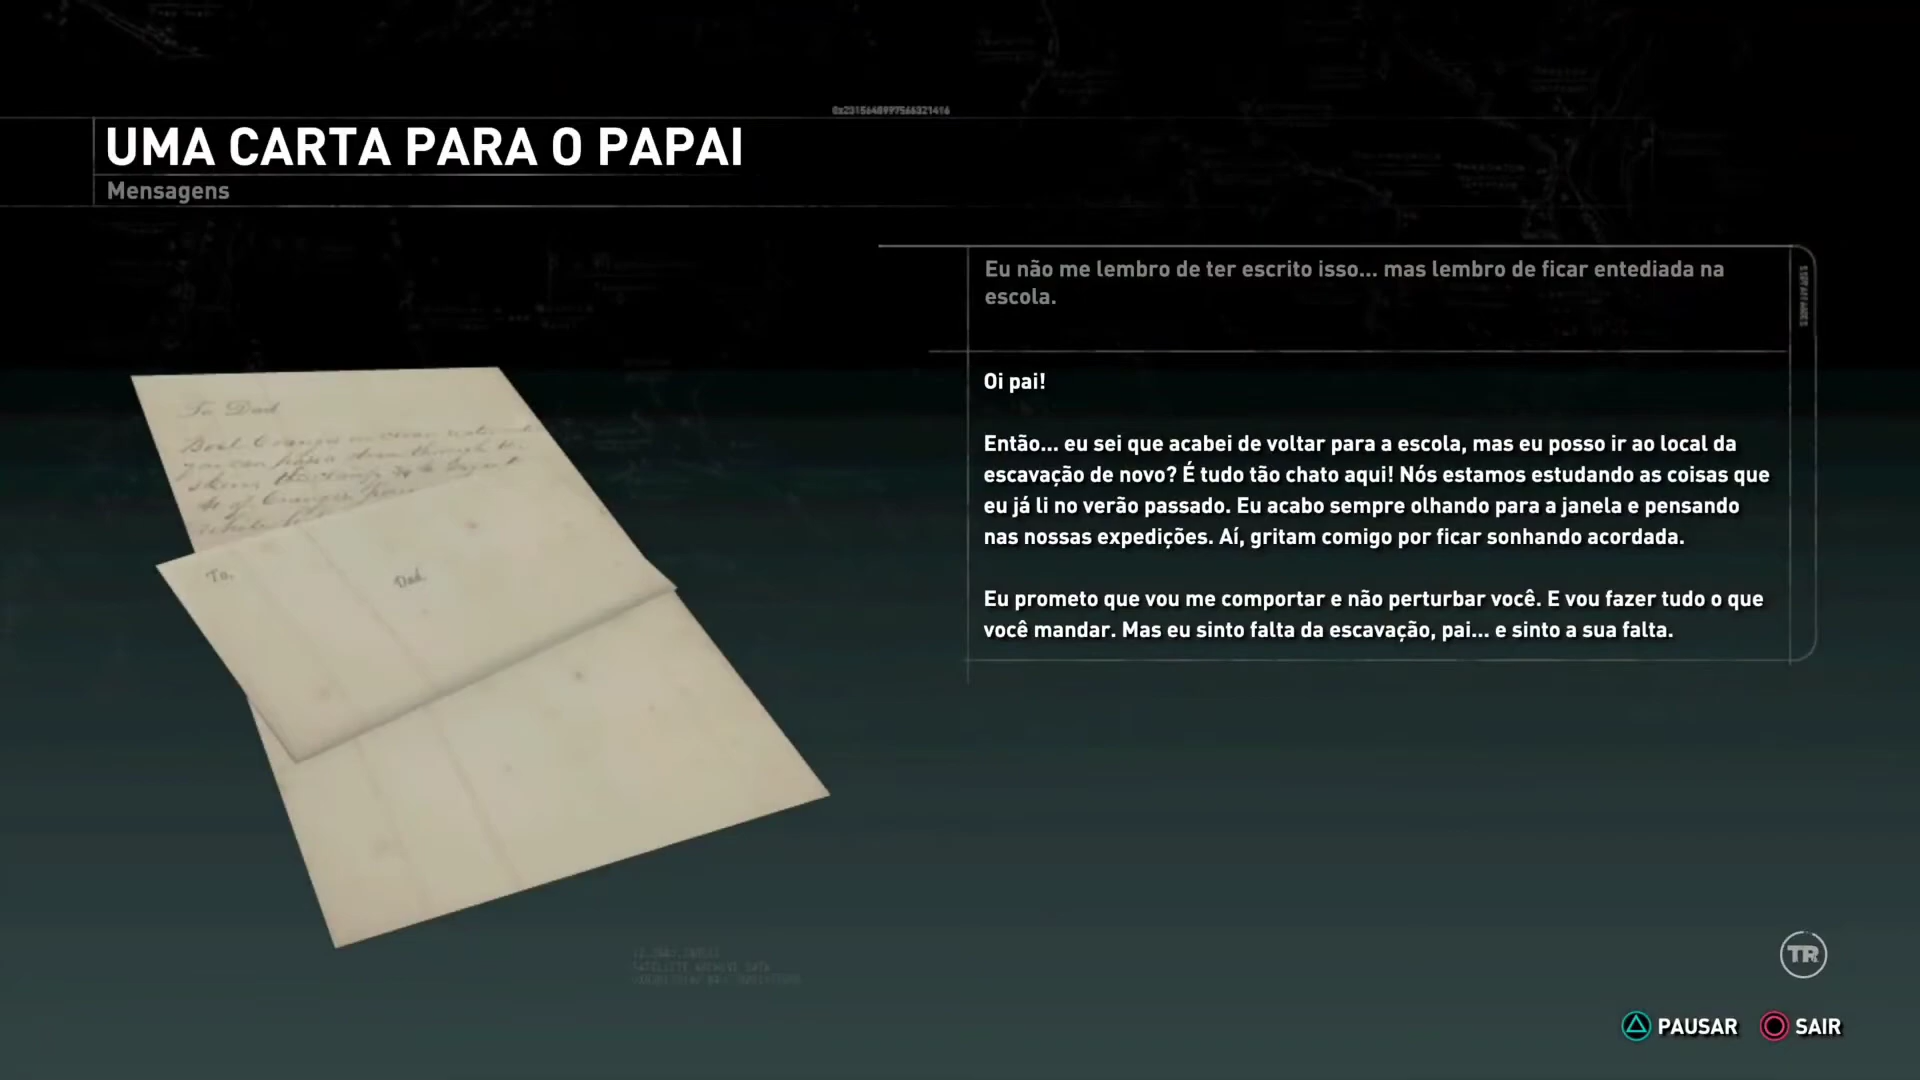 0x2315648997566321416
UMA CARTA PARA O PAPAI
Mensagens
Eu não me lembro de ter escrito isso... mas lembro de ficar entediada na
escola.
Oi pai!
Então... eu sei que acabei de voltar para a escola, mas eu posso ir ao local da
escavação de novo? É tudo tão chato aqui! Nós estamos estudando as coisas que
eu já li no verão passado. Eu acabo sempre olhando para a janela e pensando
nas nossas expedições. Aí, gritam comigo por ficar sonhando acordada.
Eu prometo que vou me comportar e não perturbar você. E vou fazer tudo o que
você mandar. Mas eu sinto falta da escavação, pai... e sinto a sua falta.
To Dad
To,
Dad.
TR
PAUSAR
SAIR